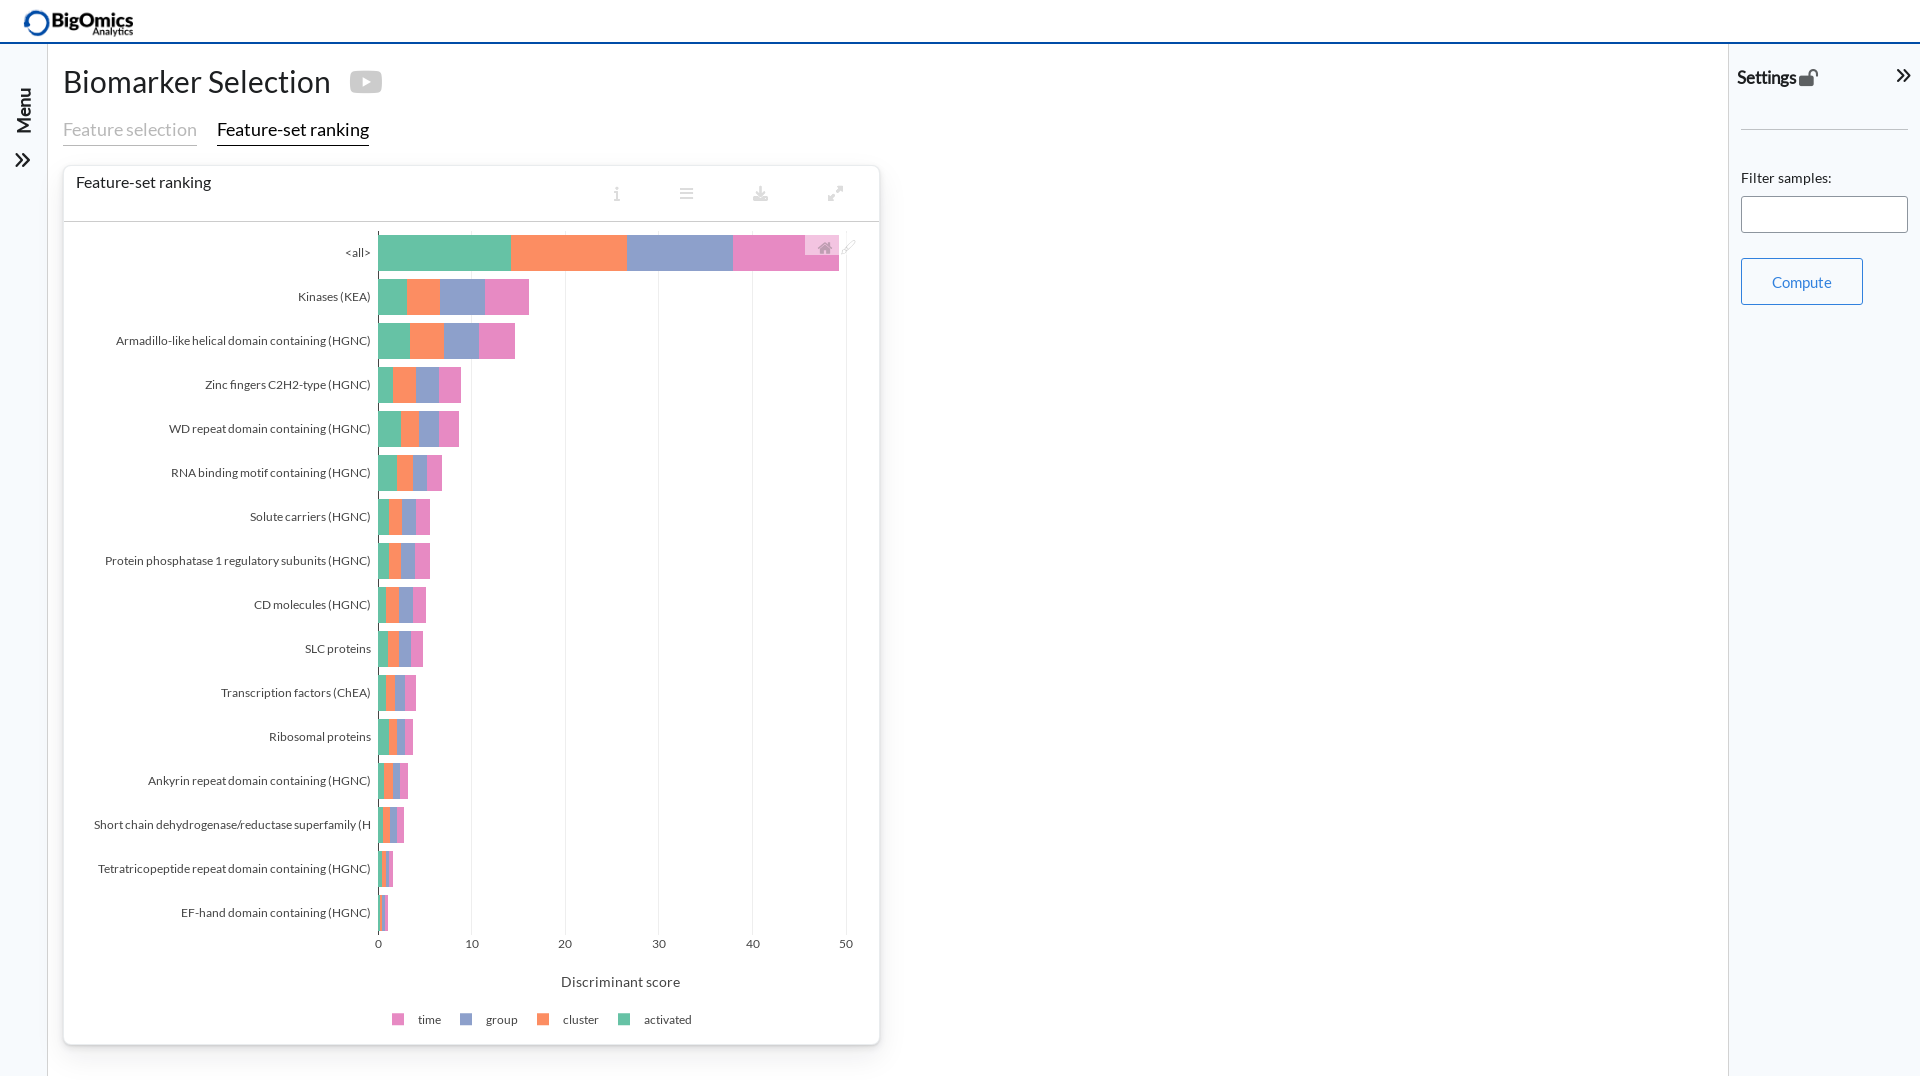 BigOmics
Analytics
Menu
Biomarker Selection
Feature selection
Feature-set ranking
Feature-set ranking
<all>
Kinases (KEA)
Armadillo-like helical domain containing (HGNC)
Zinc fingers C2H2-type (HGNC)
WD repeat domain containing (HGNC)
RNA binding motif containing (HGNC)
Solute carriers (HGNC)
Protein phosphatase 1 regulatory subunits (HGNC)
CD molecules (HGNC)
SLC proteins
Transcription factors (ChEA)
Ribosomal proteins
Ankyrin repeat domain containing (HGNC)
Short chain dehydrogenase/reductase superfamily (H
Tetratricopeptide repeat domain containing (HGNC)
EF-hand domain containing (HGNC)
0 10 20 30 40 50
Discriminant score
time group cluster activated
Settings
Filter samples:
Compute